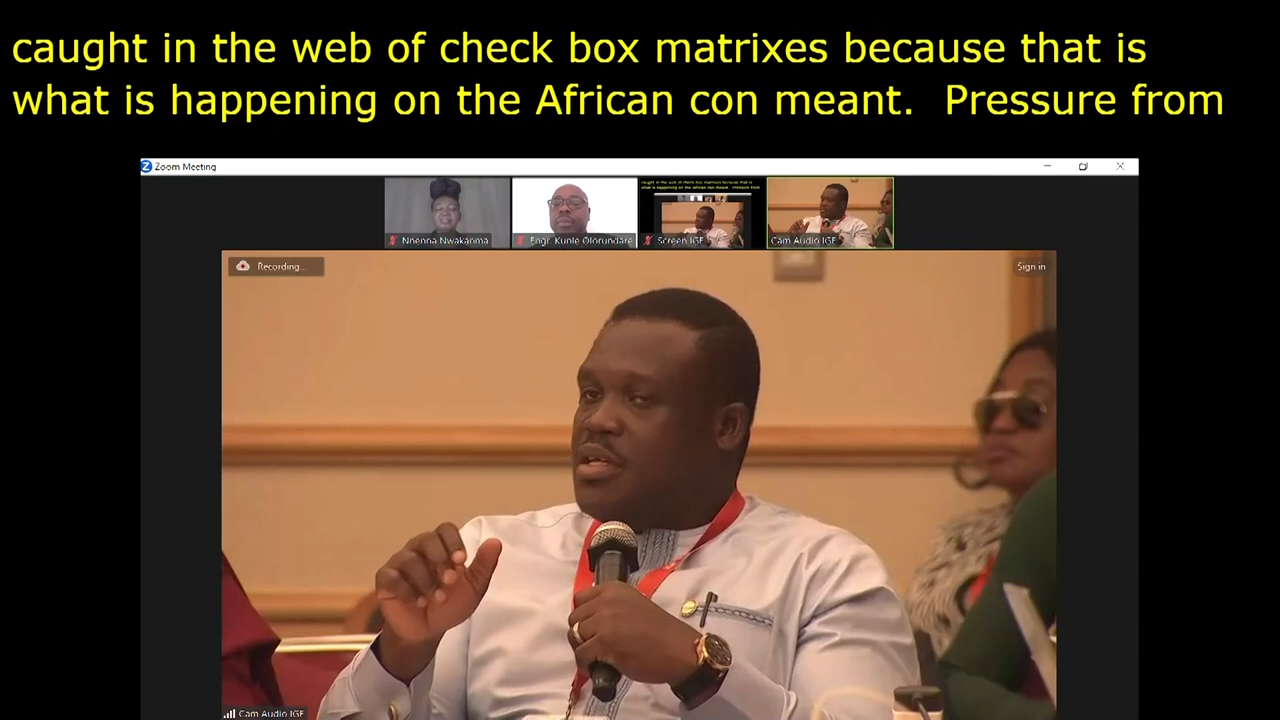 caught in the web of check box matrixes because that is
what is happening on the African con meant.  Pressure from
Zoom Meeting
Nnenna Nwakanma
Engr. Kunle Olorundare
Screen IGF
Cam Audio IGF
Recording...
Sign in
Cam Audio IGF